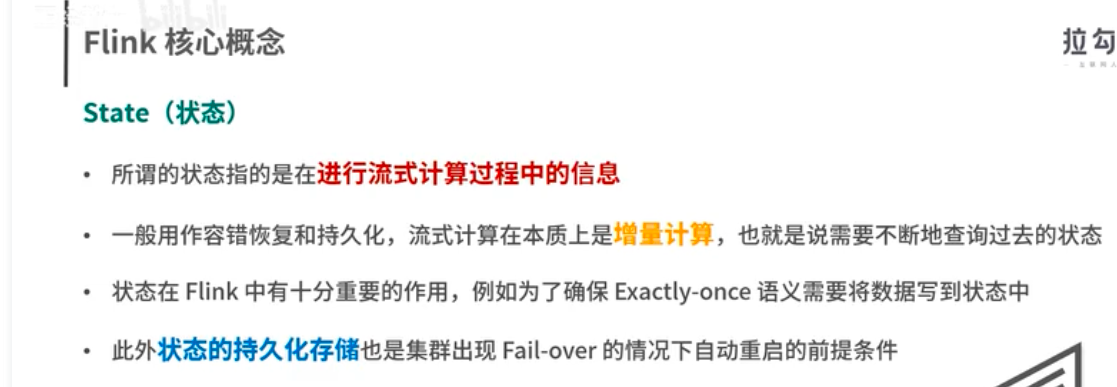 bilibili
Flink 核心概念
拉勾
State（状态）
• 所谓的状态指的是在进行流式计算过程中的信息
• 一般用作容错恢复和持久化，流式计算在本质上是增量计算，也就是说需要不断地查询过去的状态
• 状态在 Flink 中有十分重要的作用，例如为了确保 Exactly-once 语义需要将数据写到状态中
• 此外状态的持久化存储也是集群出现 Fail-over 的情况下自动重启的前提条件